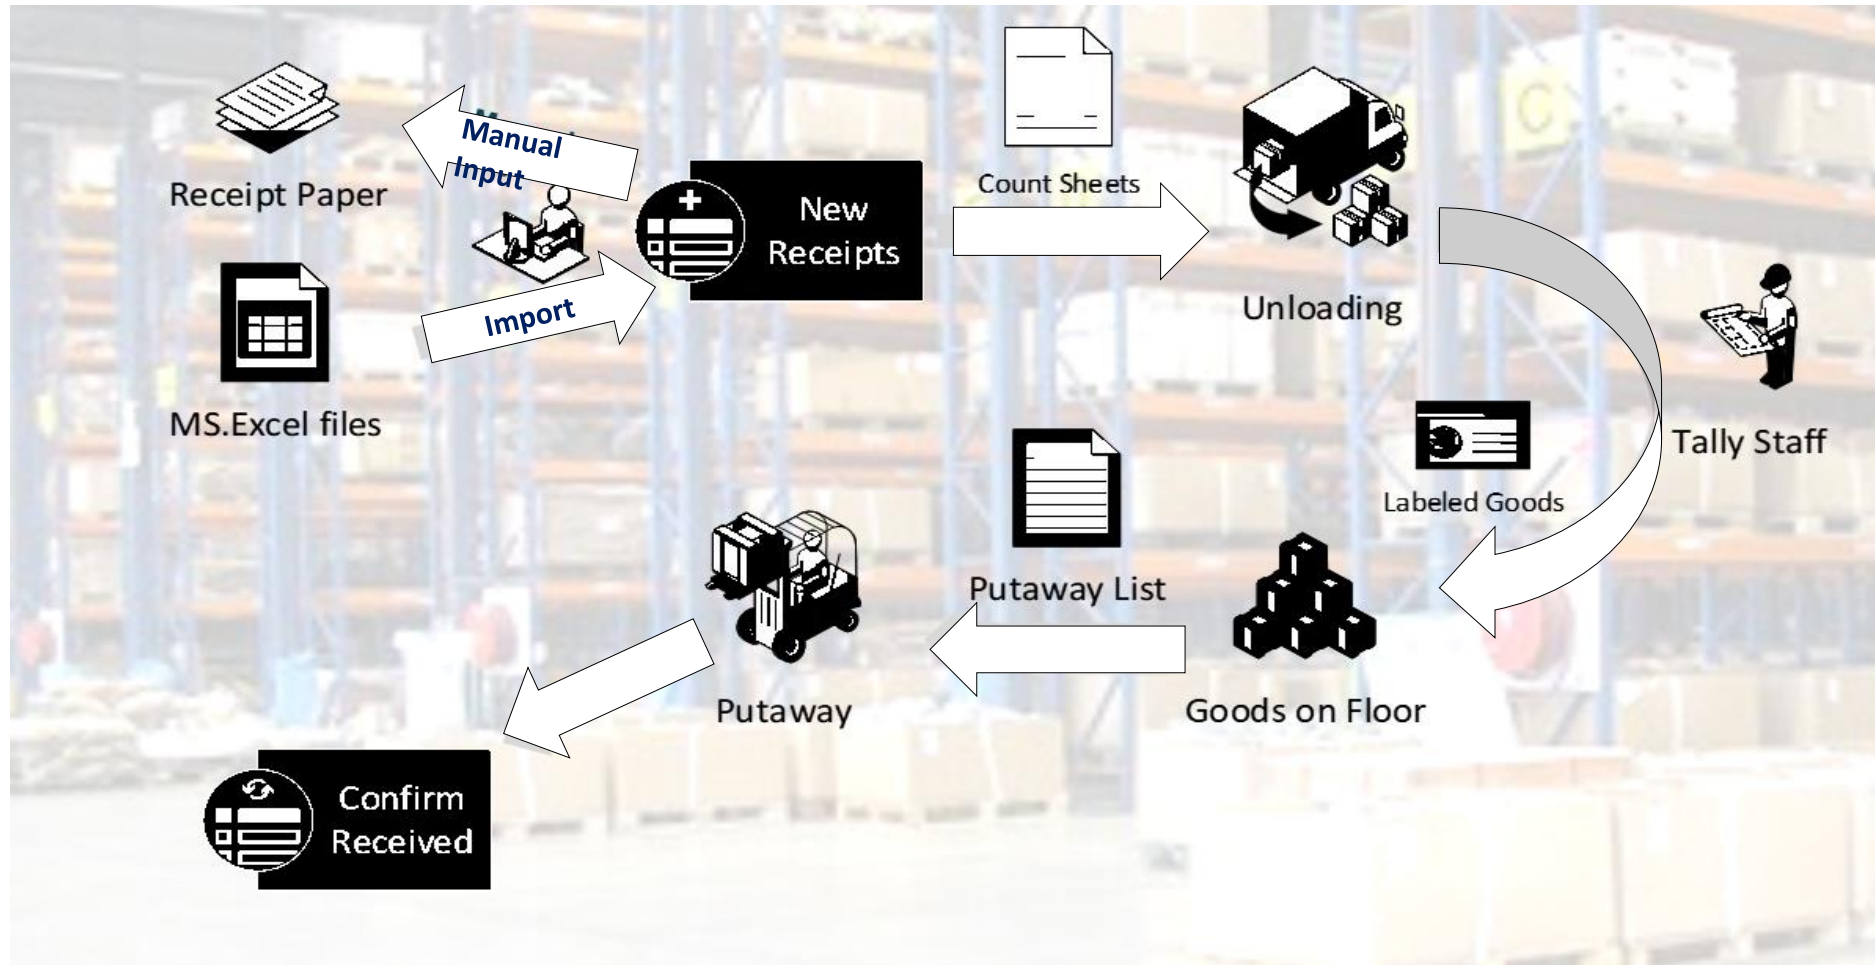 Manual
Input
Receipt Paper
New
Receipts
Count Sheets
Import
Unloading
MS.Excel files
Tally Staff
Labeled Goods
Putaway List
Putaway
Goods on Floor
Confirm
Received